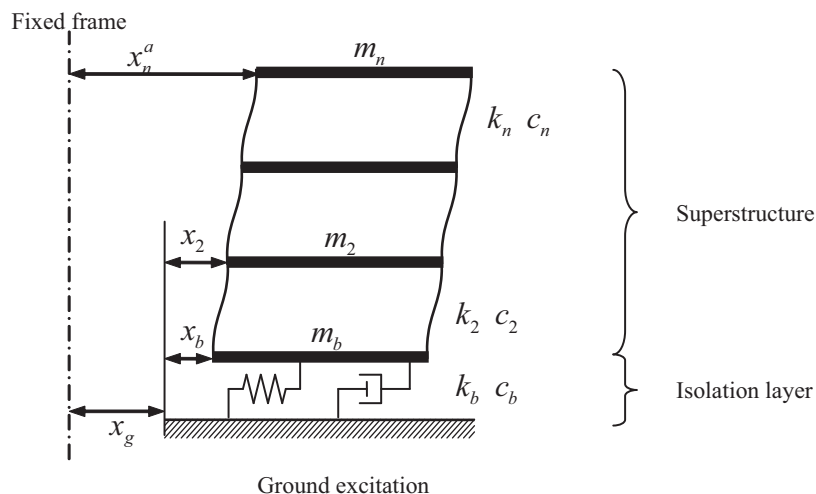 Fixed frame
x_n^a
m_n
k_n c_n
Superstructure
x_2
m_2
x_b
m_b
k_2 c_2
k_b c_b
Isolation layer
x_g
Ground excitation